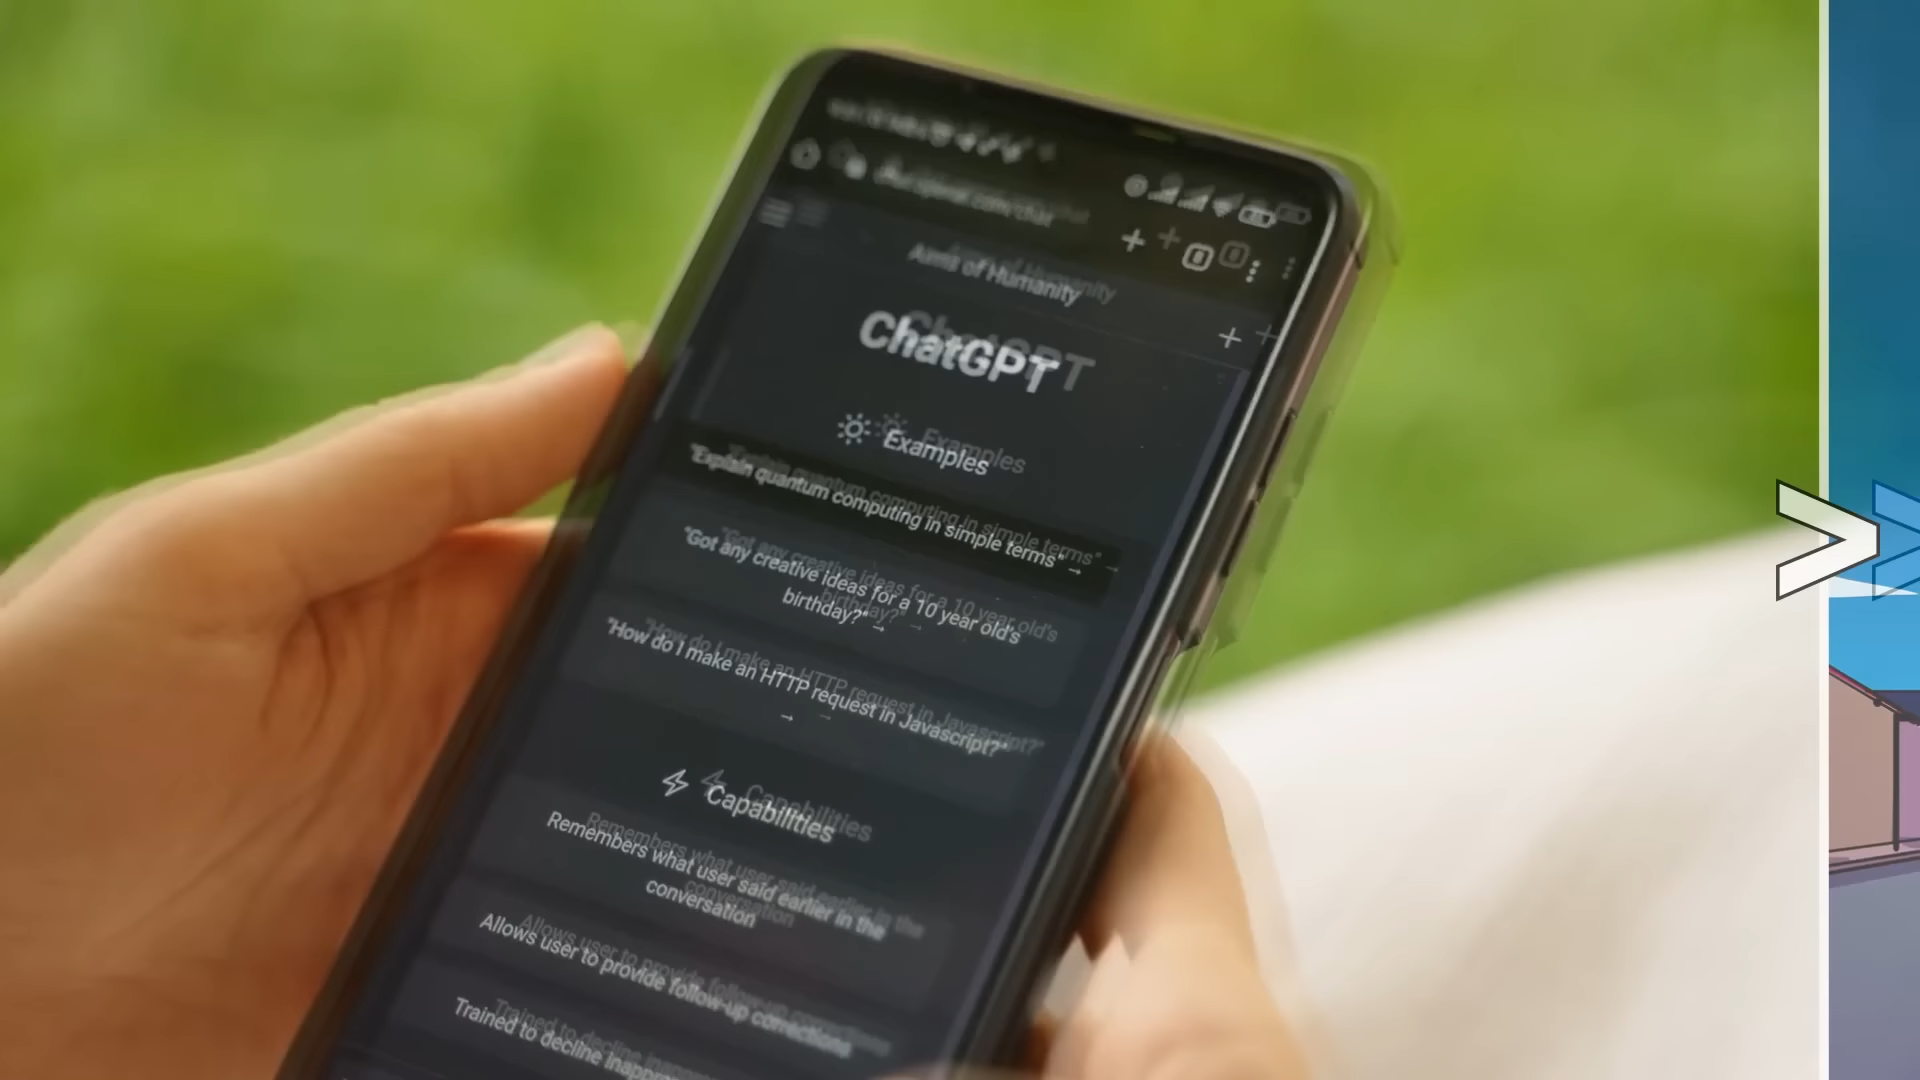 Aims of Humanity
ChatGPT
Examples
"Explain quantum computing in simple terms" →
"Got any creative ideas for a 10 year old's
birthday?" →
"How do I make an HTTP request in Javascript?"
→
Capabilities
Remembers what user said earlier in the
conversation
Allows user to provide follow-up corrections
Trained to decline